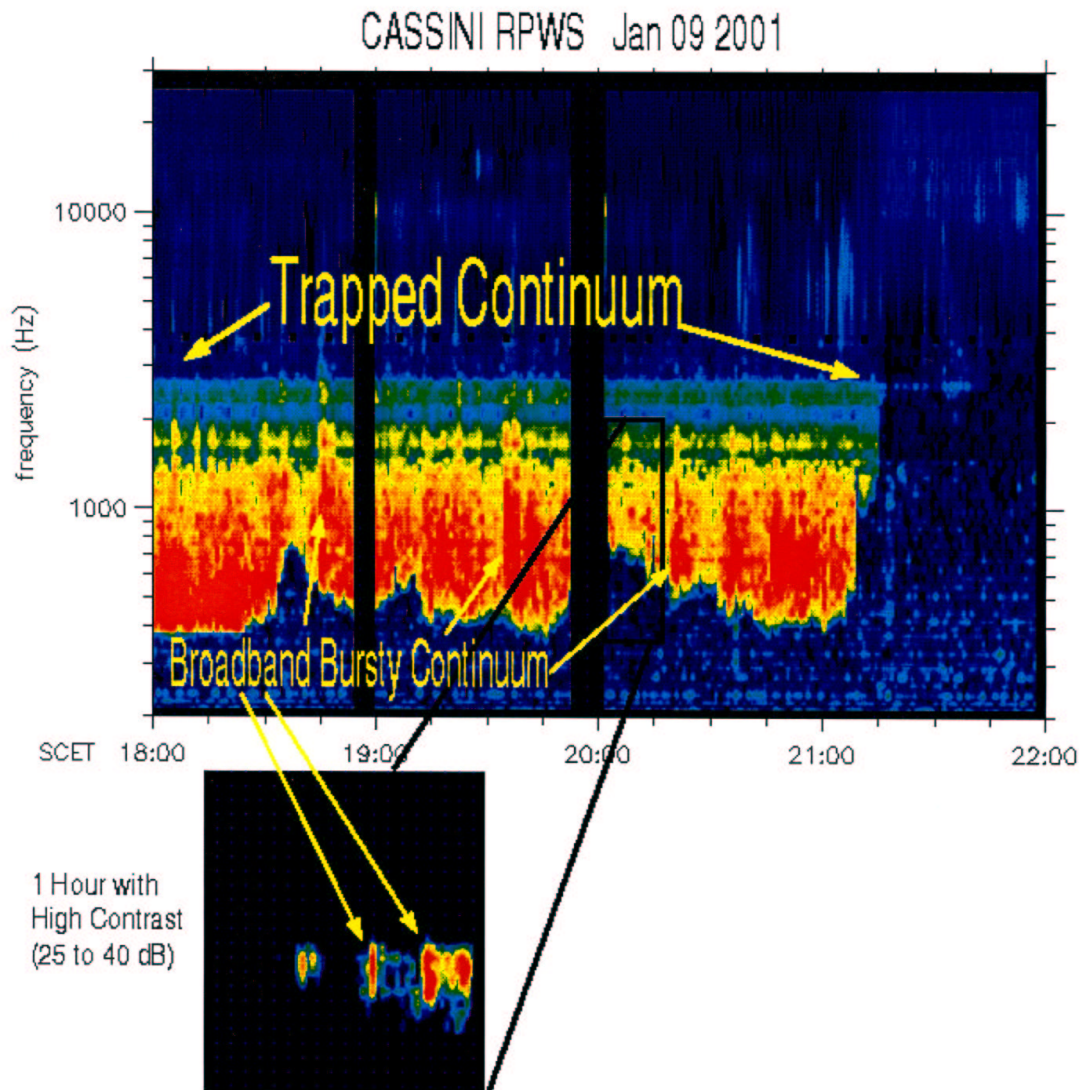 CASSINI RPWS Jan 09 2001
10000
Trapped Continuum
frequency (Hz)
1000
Broadband Bursty Continuum
SCET 18:00 19:00 20:00 21:00 22:00
1 Hour with
High Contrast
(25 to 40 dB)